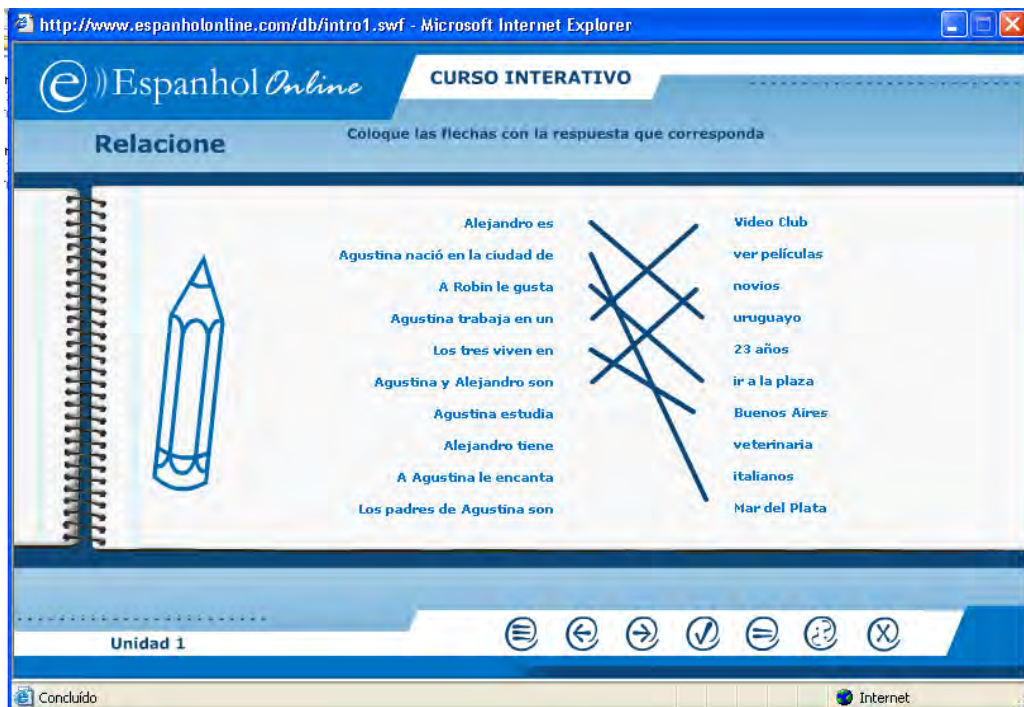 http://www.espanholonline.com/db/intro1.swf - Microsoft Internet Explorer
e)) Espanhol Online
CURSO INTERATIVO
Relacione
Coloque las flechas con la respuesta que corresponda
Alejandro es
Video Club
Agustina nació en la ciudad de
ver películas
A Robin le gusta
novios
Agustina trabaja en un
uruguayo
Los tres viven en
23 años
Agustina y Alejandro son
ir a la plaza
Agustina estudia
Buenos Aires
Alejandro tiene
veterinaria
A Agustina le encanta
italianos
Los padres de Agustina son
Mar del Plata
Unidad 1
Concluído
Internet